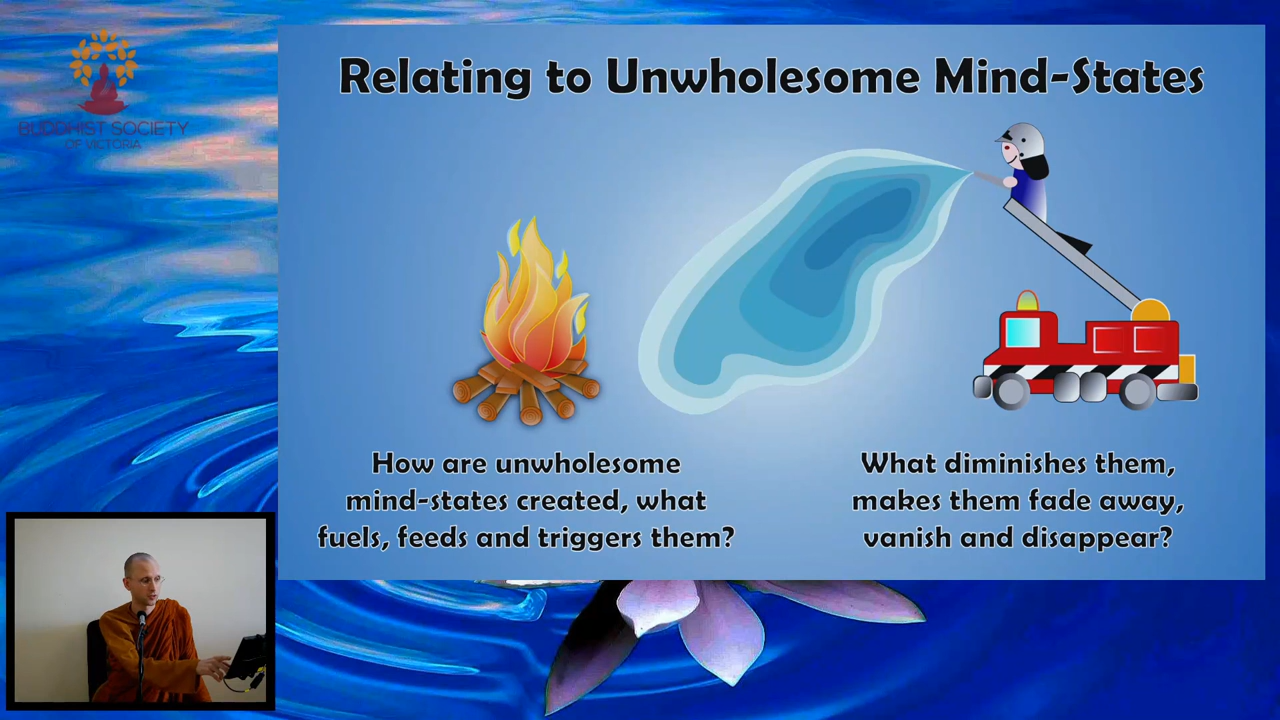 BUDDHIST SOCIETY
OF VICTORIA
Relating to Unwholesome Mind-States
How are unwholesome
mind-states created, what
fuels, feeds and triggers them?
What diminishes them,
makes them fade away,
vanish and disappear?